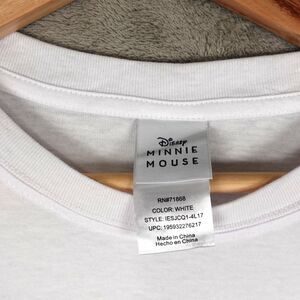 Disney
MINNIE
MOUSE
RN#71868
COLOR: WHITE
STYLE: IESJCQ1-4L17
UPC: 195932276217
Made in China
Hecho en China